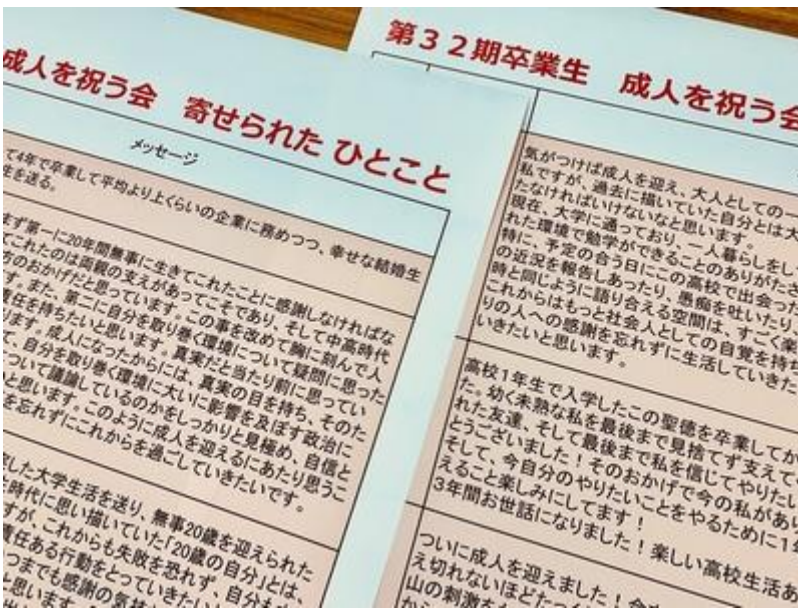 成人を祝う会 寄せられた ひとこと
メッセージ
て4年で卒業して平均より上くらいの企業に務めつつ、幸せな結婚生
生を送る。
まず第一に20年間無事に生きてこれたことに感謝しなければな
てこれたのは両親の支えがあってこそであり、そして中高時代
方のおかげだと思っています。この事を改めて胸に刻んで人
す。また、第二に自分を取り巻く環境について疑問に思った
責任を持ちたいと思います。真実だと当たり前に思ってい
ります。成人になったからには、真実の目を持ち、そのた
て、自分を取り巻く環境に大いに影響を及ぼす政治に
ついて議論しているのかをしっかりと見極め、自信と
と思います。このように成人を迎えるにあたり思うこ
を忘れずにこれからを過ごしていきたいです。
した大学生活を送り、無事20歳を迎えられた
時代に思い描いていた「20歳の自分」とは、
すが、これからも失敗を恐れず、自分も
責任ある行動をとっていきたい
つまでも感謝の気持
と思います。
第32期卒業生 成人を祝う会
気がつけば成人を迎え、大人としての一
私ですが、過去に描いていた自分とは大
たなければいけないなと思います。
現在、大学に通っており、一人暮らしをし
れた環境で勉学ができることのありがたさ
特に、予定の合う日にこの高校で出会った
の近況を報告しあったり、愚痴を吐いたり、
時と同じように語り合える空間は、すごく楽
これからはもっと社会人としての自覚を持ち
りの人への感謝を忘れずに生活していきた
いきたいと思います。
高校1年生で入学したこの聖徳を卒業してか
た。幼く未熟な私を最後まで見捨てず支えて
れた友達、そして最後まで私を信じてやりたい
とうございました！そのおかげで今の私があり
そして、今自分のやりたいことをやるために1年
えること楽しみにしてます！
3年間お世話になりました！楽しい高校生活あ
ついに成人を迎えました！
え切れないほどたっ
山の刺激を
から